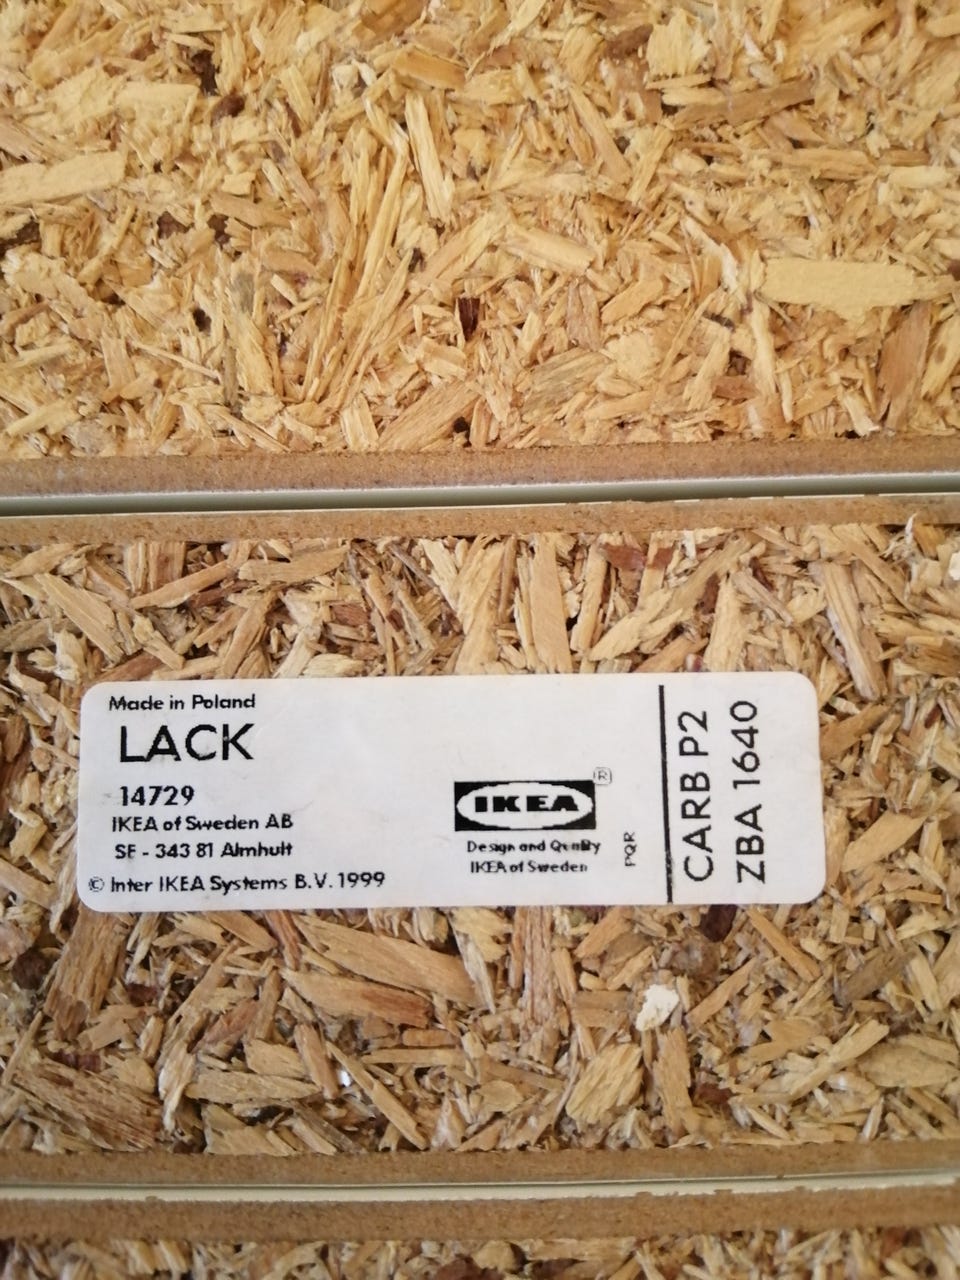 Made in Poland
LACK
14729
IKEA of Sweden AB
SE - 343 81 Almhult
© Inter IKEA Systems B.V. 1999
IKEA ®
Design and Quality
IKEA of Sweden
PQR
CARB P2
ZBA 1640